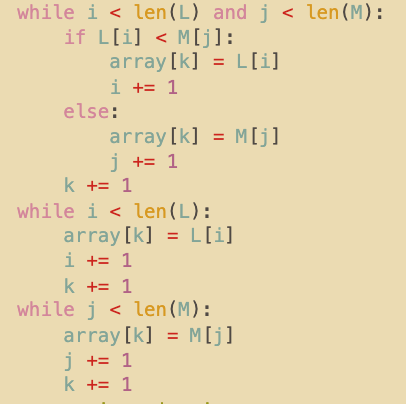 while i < len(L) and j < len(M):
    if L[i] < M[j]:
        array[k] = L[i]
        i += 1
    else:
        array[k] = M[j]
        j += 1
    k += 1
while i < len(L):
    array[k] = L[i]
    i += 1
    k += 1
while j < len(M):
    array[k] = M[j]
    j += 1
    k += 1